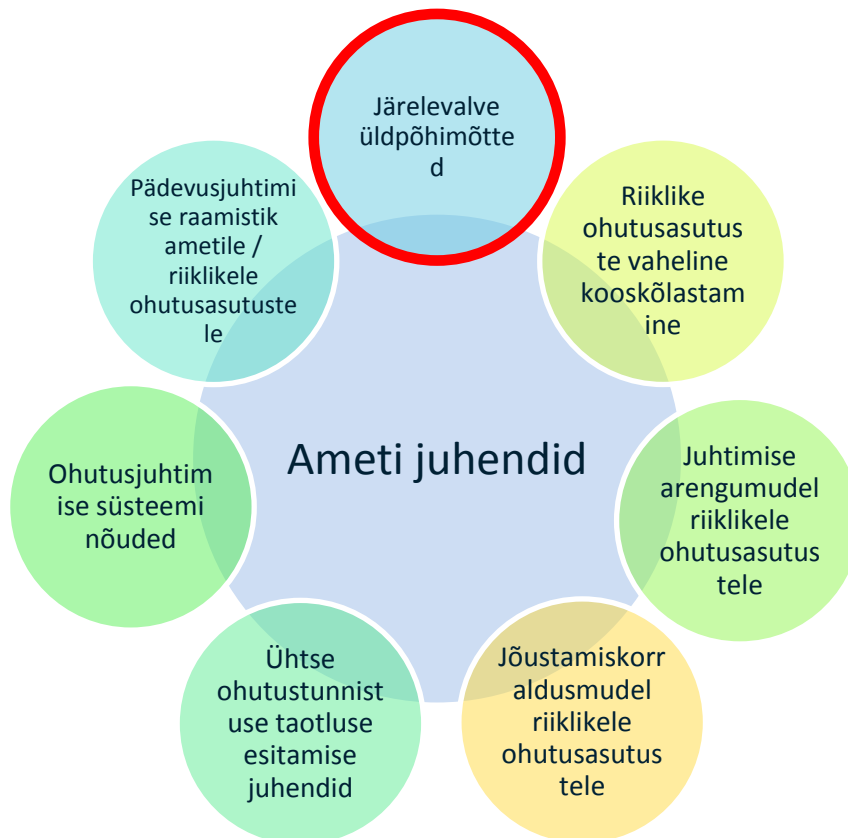 Järelevalve
üldpõhimõtte
d
Riiklike
ohutusasutus
te vaheline
kooskõlastam
ine
Juhtimise
arengumudel
riiklikele
ohutusasutus
tele
Jõustamiskorr
aldusmudel
riiklikele
ohutusasutus
tele
Ühtse
ohutustunnist
use taotluse
esitamise
juhendid
Ohutusjuhtim
ise süsteemi
nõuded
Pädevusjuhtimi
se raamistik
ametile /
riiklikele
ohutusasutuste
le
Ameti juhendid